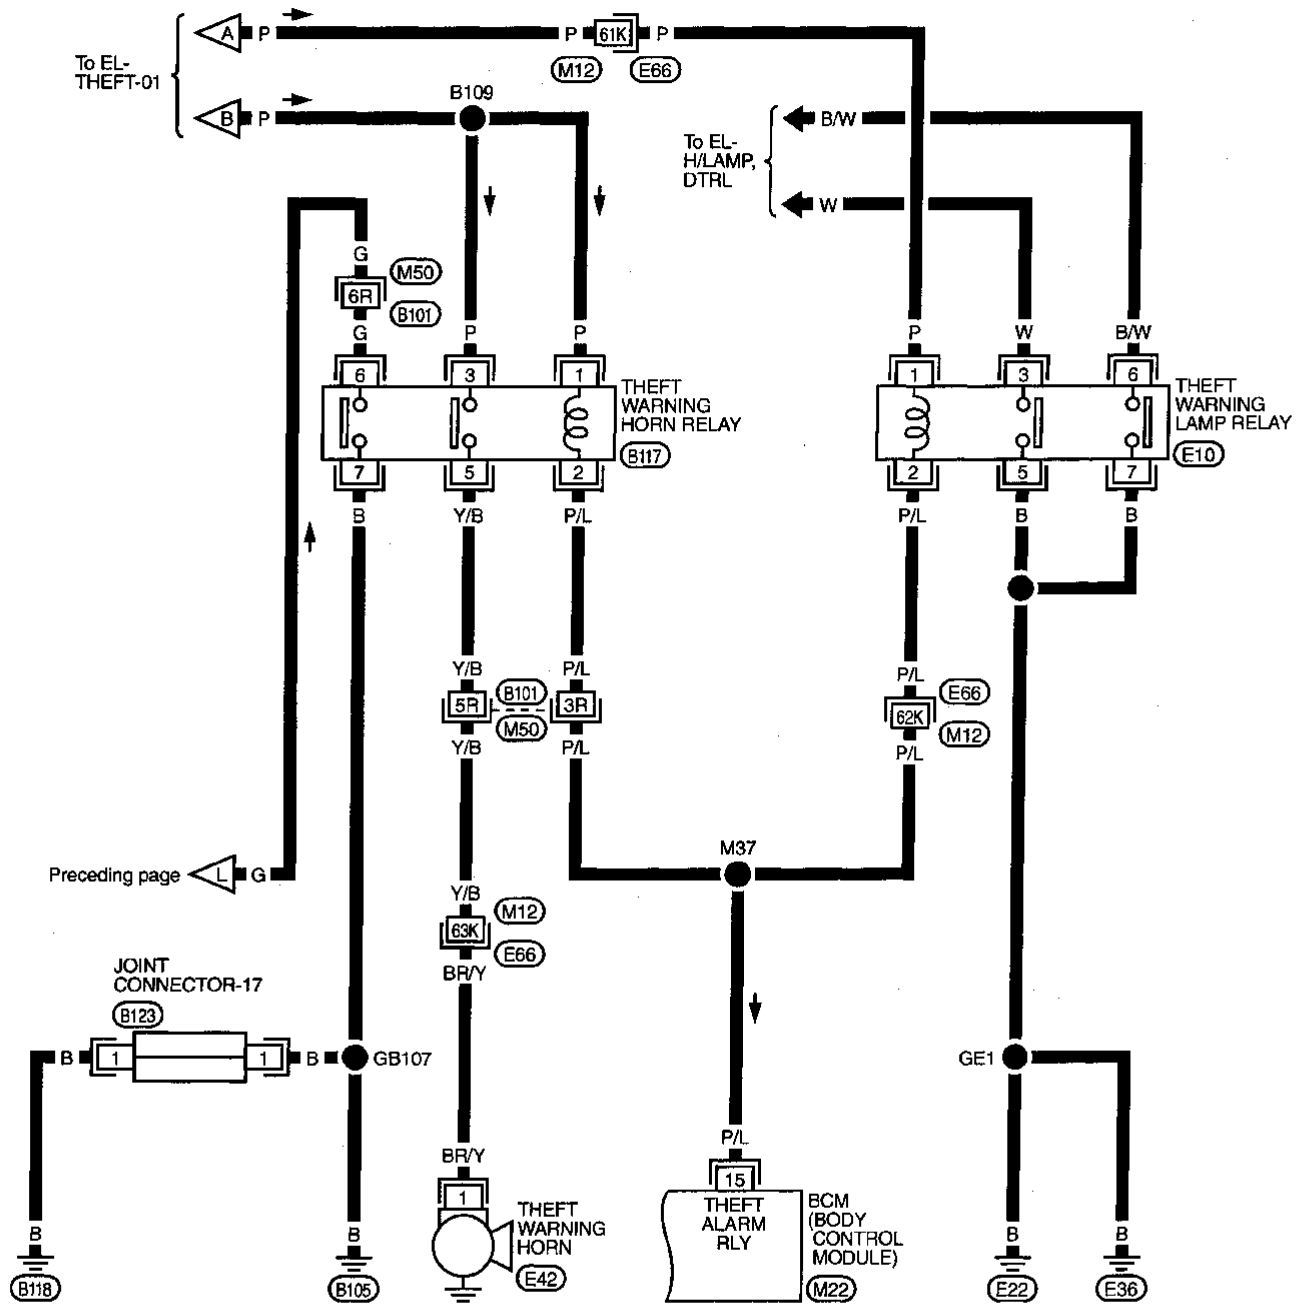 A P P 61K P
M12 E66
To EL-
THEFT-01
B109
B P
B/W
To EL-
H/LAMP,
DTRL
W
G
M50
6R
B101
G P P P W B/W
6 3 1 1 3 6
THEFT
WARNING
HORN RELAY
B117
THEFT
WARNING
LAMP RELAY
E10
7 5 2 2 5 7
B Y/B P/L P/L B B
Y/B P/L P/L
5R B101 3R
M50
E66
62K
M12
Y/B P/L P/L
M37
Preceding page L G
Y/B
M12
63K
E66
BR/Y
JOINT
CONNECTOR-17
B123
B 1 1 B GB107
GE1
BR/Y
P/L
1
15
THEFT
WARNING
HORN
E42
THEFT
ALARM
RLY
BCM
(BODY
CONTROL
MODULE)
M22
B B B B
B118 B105 E22 E36